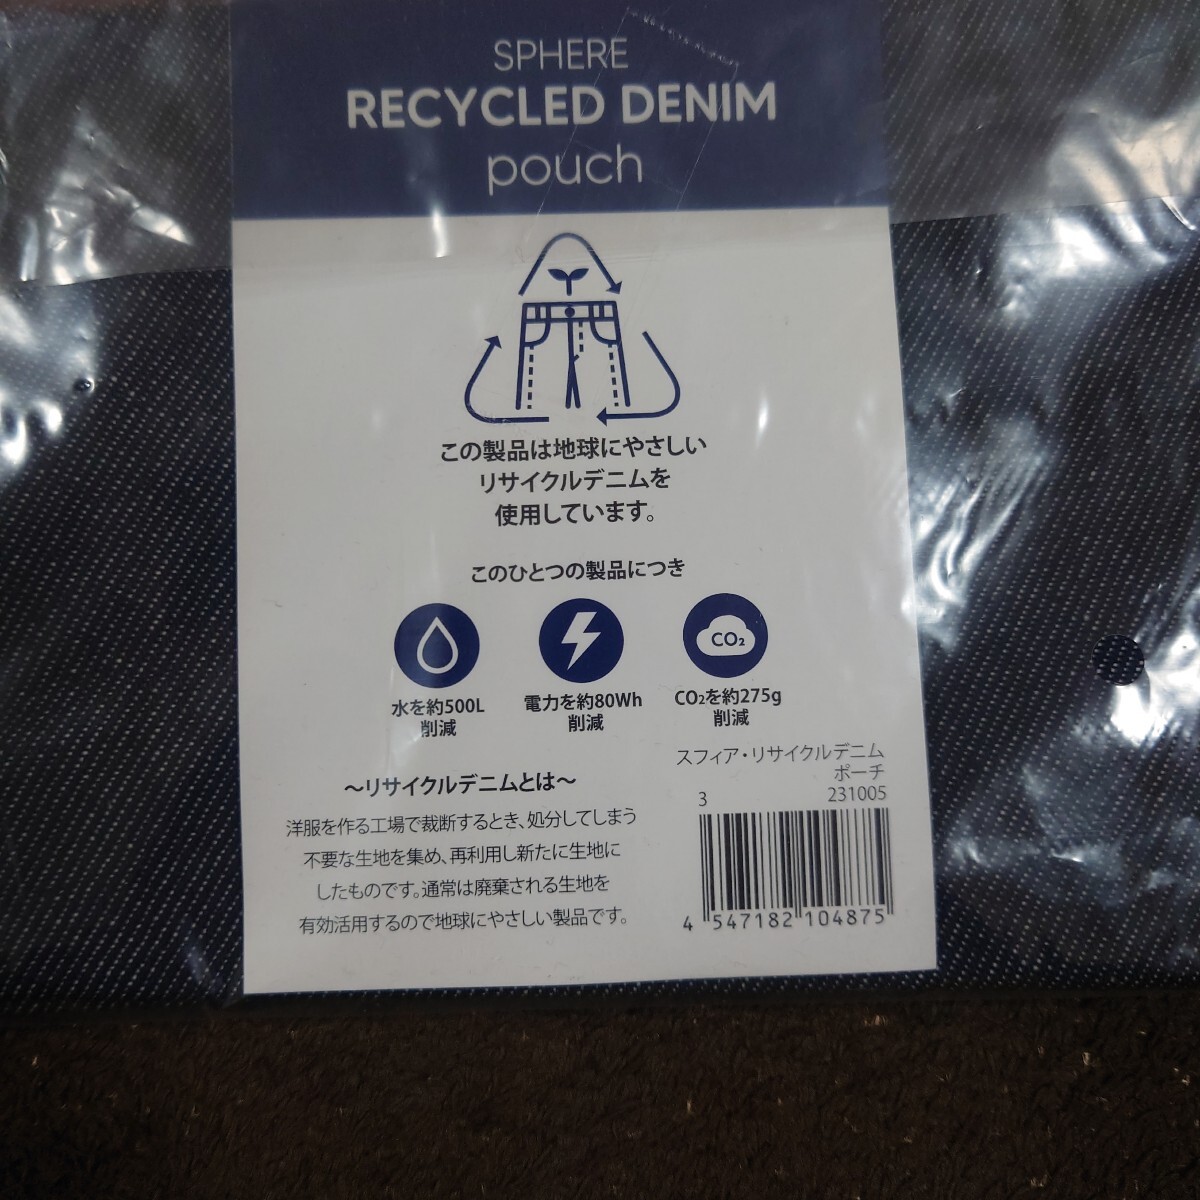 SPHERE
RECYCLED DENIM
pouch
この製品は地球にやさしい
リサイクルデニムを
使用しています。
このひとつの製品につき
CO₂
水を約500L
削減
電力を約80Wh
削減
CO₂を約275g
削減
～リサイクルデニムとは～
洋服を作る工場で裁断するとき、処分してしまう
不要な生地を集め、再利用し新たに生地に
したものです。通常は廃棄される生地を
有効活用するので地球にやさしい製品です。
スフィア・リサイクルデニム
ポーチ
3 231005
4 547182 104875